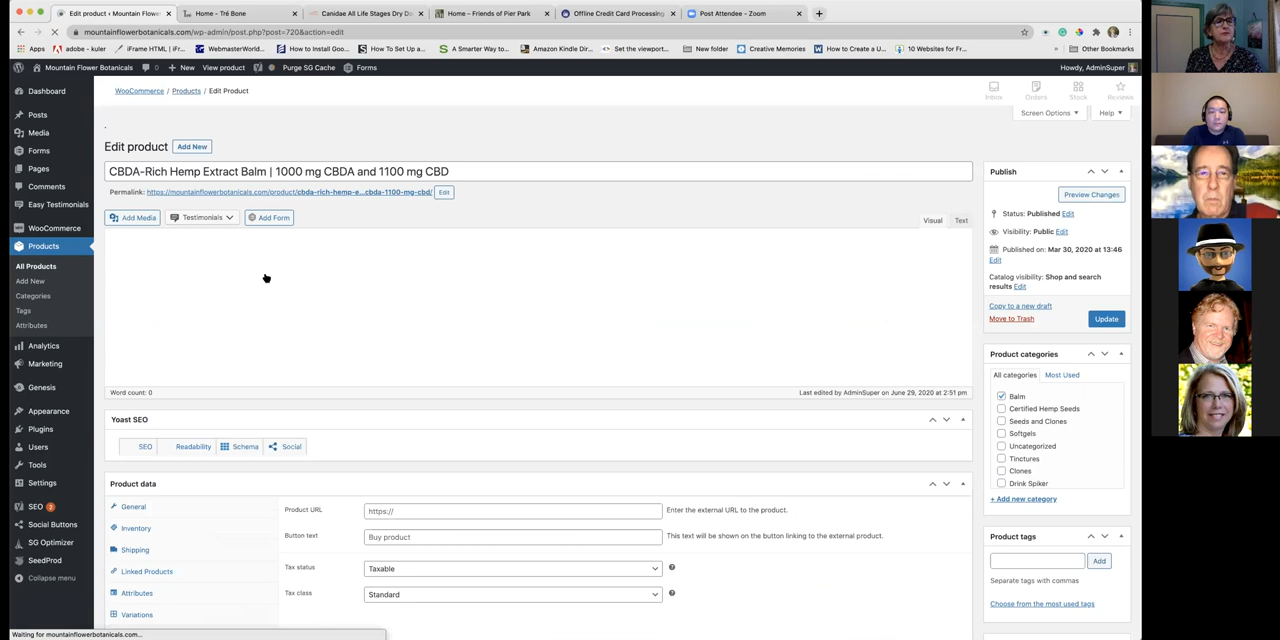 Edit product ‹ Mountain Flowe
Home - Tré Bone
Canidae All Life Stages Dry Do
Home – Friends of Pier Park
Offline Credit Card Processing
Post Attendee - Zoom
mountainflowerbotanicals.com/wp-admin/post.php?post=720&action=edit
Apps
adobe - kuler
iFrame HTML (iFr...
WebmasterWorld...
How to Install Goo...
How To Set up a...
A Smarter Way to...
Amazon Kindle Dir...
Set the viewport...
New folder
Creative Memories
How to Create a U...
10 Websites for Fr...
»
Other Bookmarks
Mountain Flower Botanicals
0
+ New
View product
Purge SG Cache
Forms
Howdy, AdminSuper
Dashboard
Posts
Media
Forms
Pages
Comments
Easy Testimonials
WooCommerce
Products
All Products
Add New
Categories
Tags
Attributes
Analytics
Marketing
Genesis
Appearance
Plugins
Users
Tools
Settings
SEO 2
Social Buttons
SG Optimizer
SeedProd
Collapse menu
WooCommerce / Products / Edit Product
Inbox
Orders
Stock
Reviews
Screen Options
Help
.
Edit product
Add New
CBDA-Rich Hemp Extract Balm | 1000 mg CBDA and 1100 mg CBD
Permalink: https://mountainflowerbotanicals.com/product/cbda-rich-hemp-e...cbda-1100-mg-cbd/ Edit
Add Media
Testimonials
Add Form
Visual
Text
Word count: 0
Last edited by AdminSuper on June 29, 2020 at 2:51 pm
Yoast SEO
SEO
Readability
Schema
Social
Product data
General
Inventory
Shipping
Linked Products
Attributes
Variations
Product URL
https://
Enter the external URL to the product.
Button text
Buy product
This text will be shown on the button linking to the external product.
Tax status
Taxable
Tax class
Standard
Publish
Preview Changes
Status: Published Edit
Visibility: Public Edit
Published on: Mar 30, 2020 at 13:46
Edit
Catalog visibility: Shop and search
results Edit
Copy to a new draft
Move to Trash
Update
Product categories
All categories
Most Used
Balm
Certified Hemp Seeds
Seeds and Clones
Softgels
Uncategorized
Tinctures
Clones
Drink Spiker
+ Add new category
Product tags
Add
Separate tags with commas
Choose from the most used tags
Waiting for mountainflowerbotanicals.com...